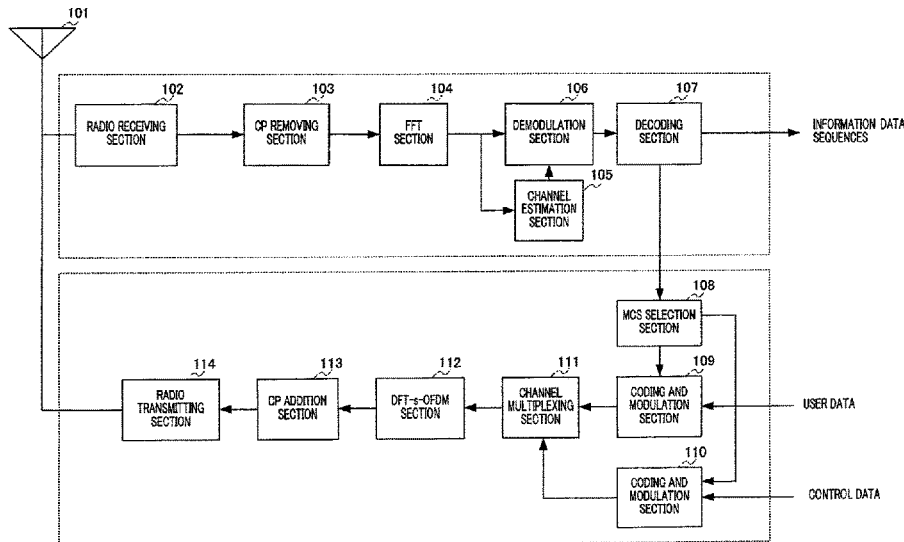 101
102
103
104
106
107
RADIO RECEIVING
SECTION
CP REMOVING
SECTION
FFT
SECTION
DEMODULATION
SECTION
DECODING
SECTION
INFORMATION DATA
SEQUENCES
105
CHANNEL
ESTIMATION
SECTION
108
MCS SELECTION
SECTION
114
113
112
111
109
RADIO
TRANSMITTING
SECTION
CP ADDITION
SECTION
DFT-s-OFDM
SECTION
CHANNEL
MULTIPLEXING
SECTION
CODING AND
MODULATION
SECTION
USER DATA
110
CODING AND
MODULATION
SECTION
CONTROL DATA